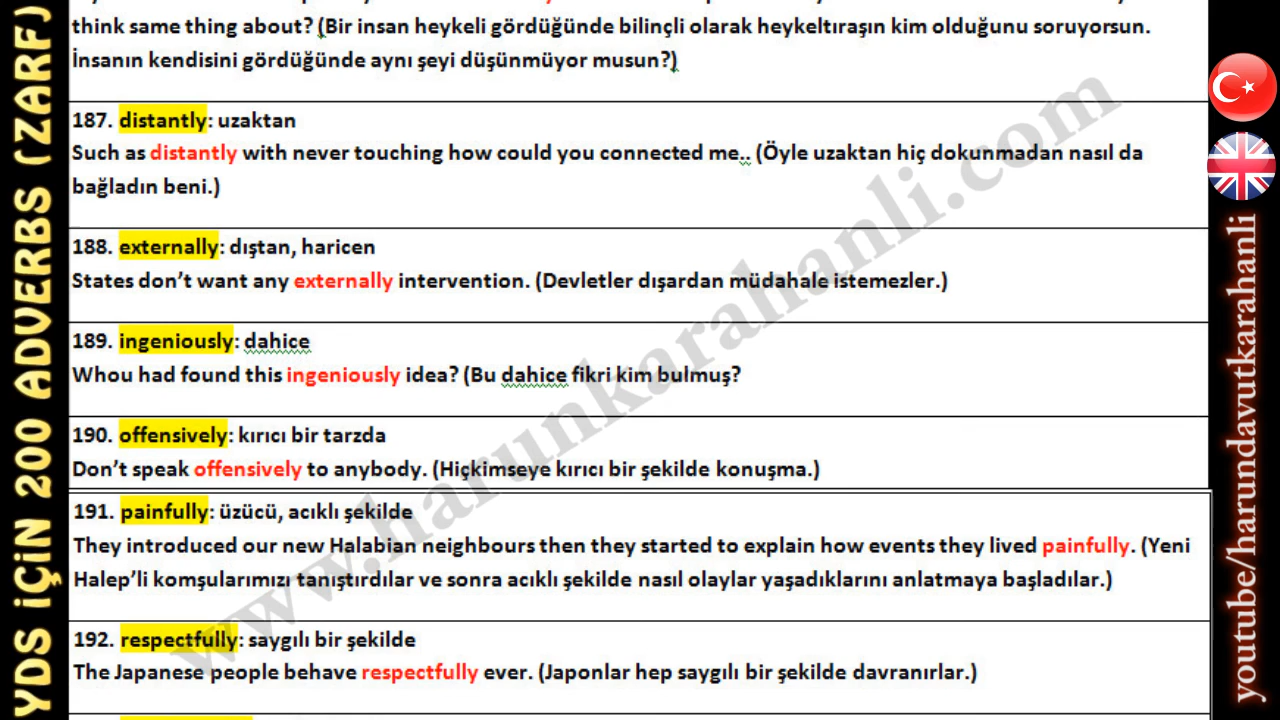 think same thing about? (Bir insan heykeli gördüğünde bilinçli olarak heykeltıraşın kim olduğunu soruyorsun.
İnsanın kendisini gördüğünde aynı şeyi düşünmüyor musun?)
187. distantly: uzaktan
Such as distantly with never touching how could you connected me.. (Öyle uzaktan hiç dokunmadan nasıl da
bağladın beni.)
188. externally: dıştan, haricen
States don’t want any externally intervention. (Devletler dışardan müdahale istemezler.)
189. ingeniously: dahice
Whou had found this ingeniously idea? (Bu dahice fikri kim bulmuş?
190. offensively: kırıcı bir tarzda
Don’t speak offensively to anybody. (Hiçkimseye kırıcı bir şekilde konuşma.)
191. painfully: üzücü, acıklı şekilde
They introduced our new Halabian neighbours then they started to explain how events they lived painfully. (Yeni
Halep’li komşularımızı tanıştırdılar ve sonra acıklı şekilde nasıl olaylar yaşadıklarını anlatmaya başladılar.)
192. respectfully: saygılı bir şekilde
The Japanese people behave respectfully ever. (Japonlar hep saygılı bir şekilde davranırlar.)
YDS İÇİN 200 ADVERBS (ZARF)
youtube/harundavutkarahanli
www.harunkarahanli.com